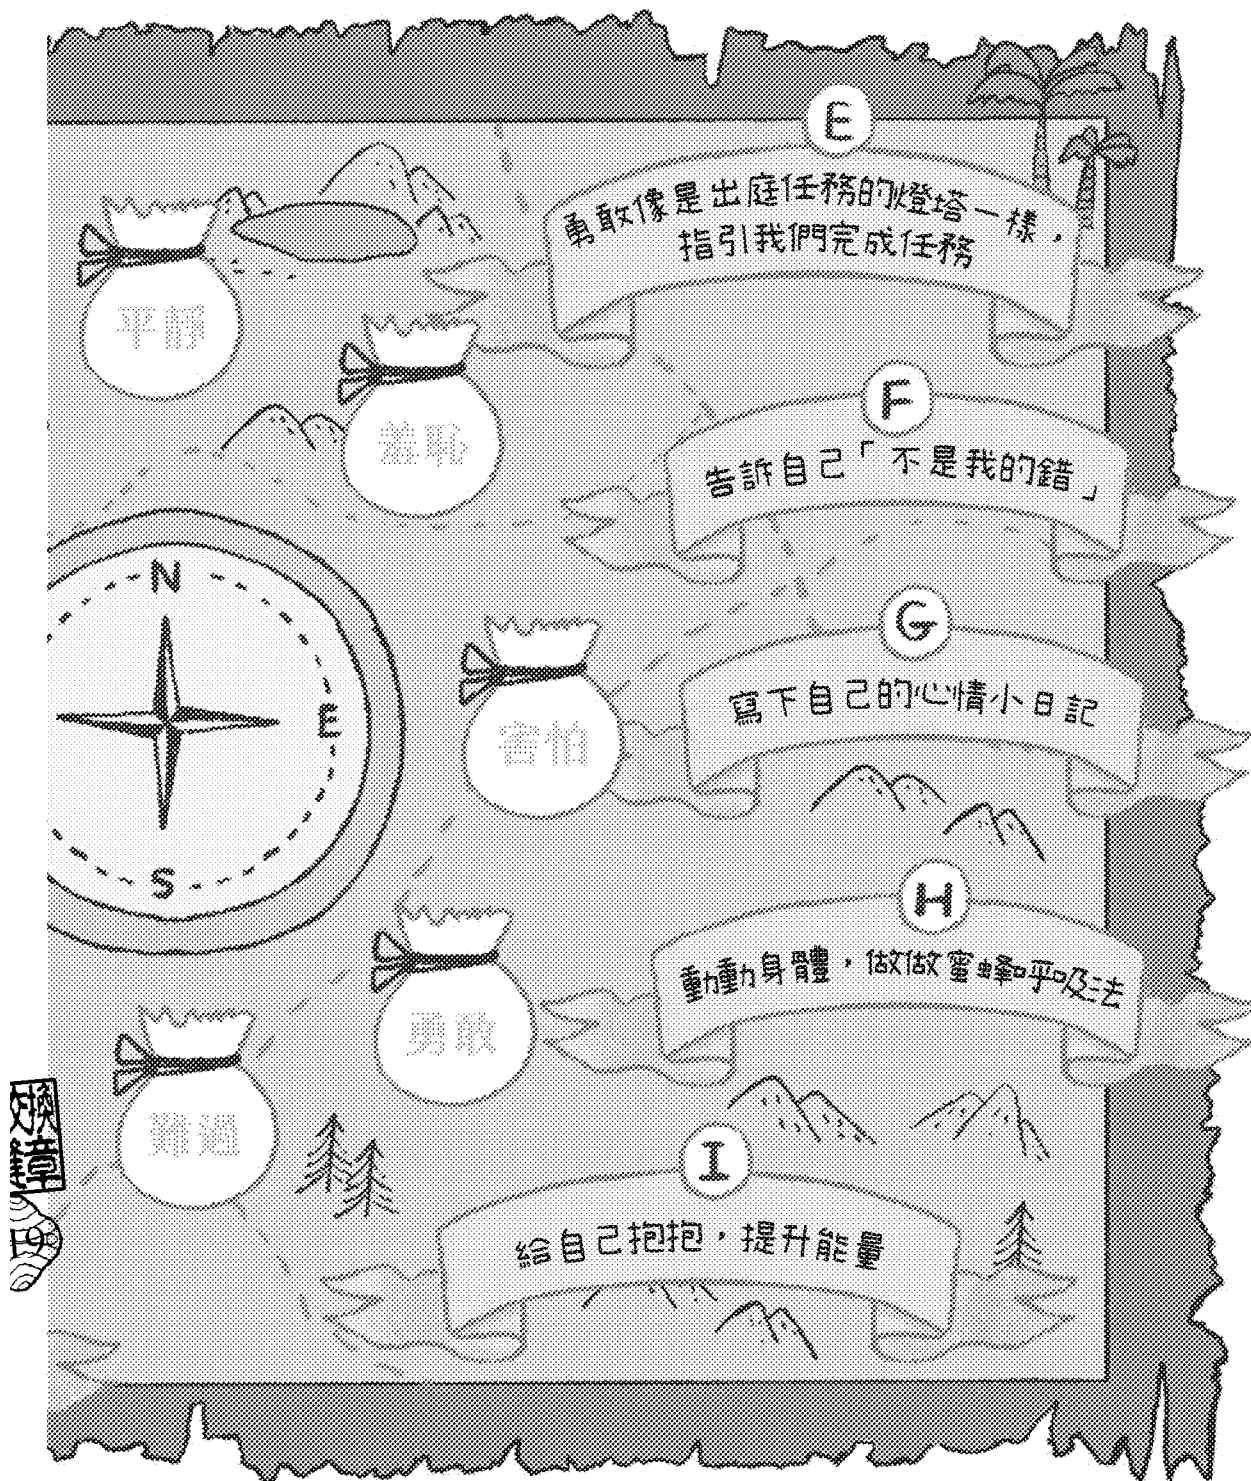 E
勇敢像是出庭任務的燈塔一樣，
指引我們完成任務
平靜
羞恥
F
告訴自己「不是我的錯」
N
E
S
G
寫下自己的心情小日記
害怕
H
動動身體，做做蜜蜂呼吸法
勇敢
難過
I
給自己抱抱，提升能量
換
章
19